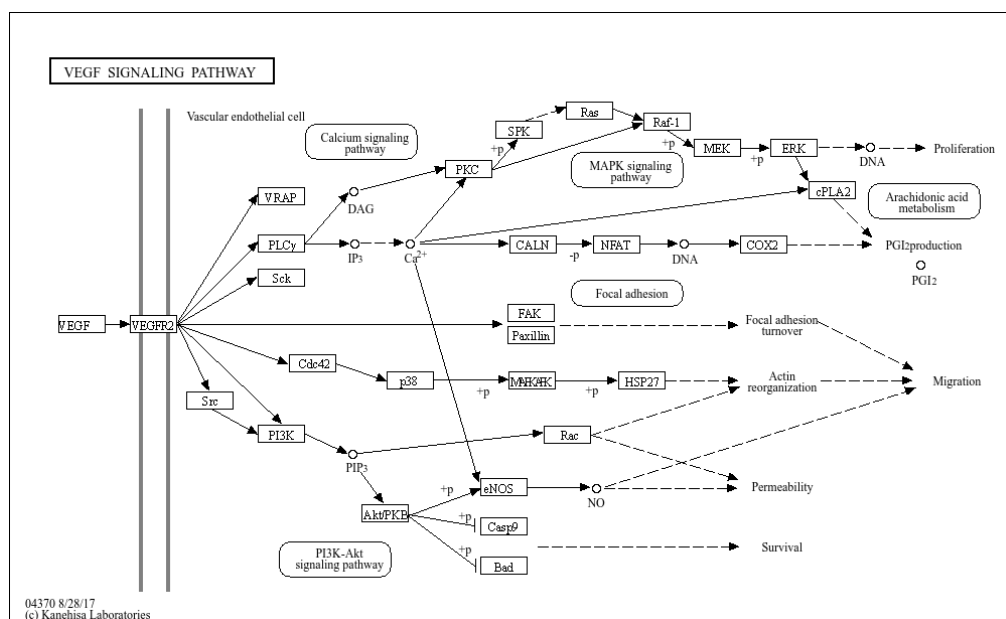 VEGF SIGNALING PATHWAY
Vascular endothelial cell
Calcium signaling
pathway
SPK
Ras
Raf-1
+p
+p
MEK
+p
ERK
DNA
Proliferation
PKC
MAPK signaling
pathway
cPLA2
Arachidonic acid
metabolism
VRAP
DAG
PLCγ
IP3
Ca2+
CALN
-p
NFAT
DNA
COX2
PGI2production
PGI2
Sck
Focal adhesion
VEGF
VEGFR2
FAK
Paxillin
Focal adhesion
turnover
Cdc42
p38
+p
+p
HSP27
Actin
reorganization
Migration
Src
PI3K
PIP3
Rac
eNOS
NO
Permeability
+p
Akt/PKB
+p
Casp9
+p
Bad
Survival
PI3K-Akt
signaling pathway
04370 8/28/17
(c) Kanehisa Laboratories